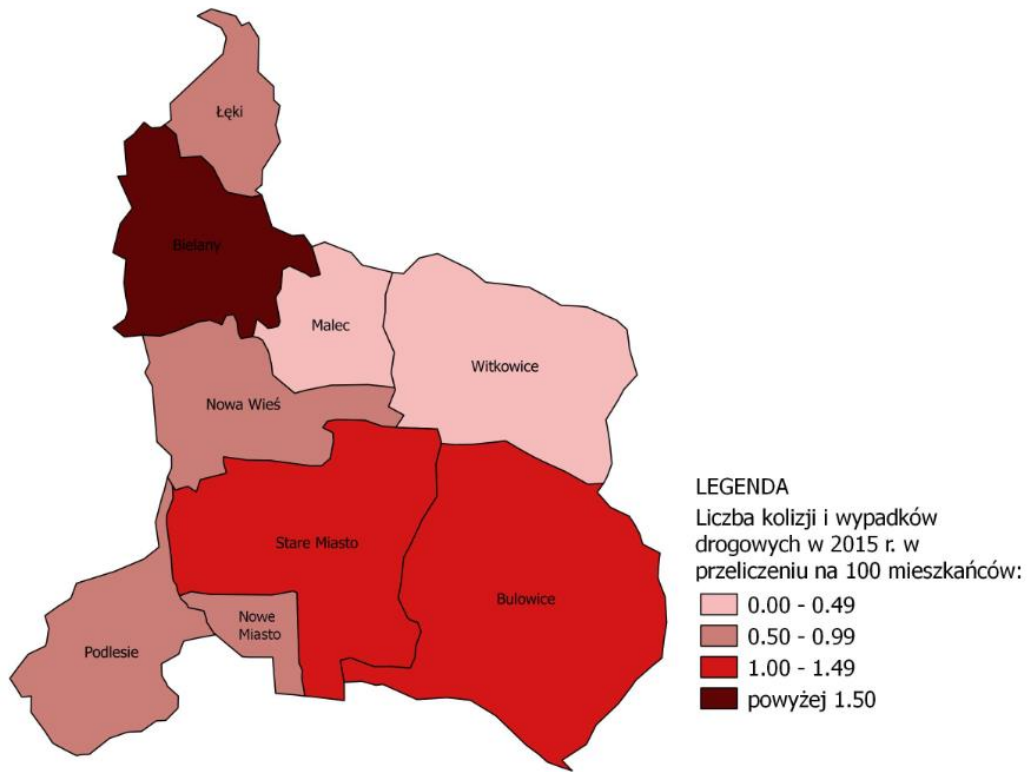 Łęki
Bielany
Malec
Witkowice
Nowa Wieś
Stare Miasto
Bulowice
Nowe
Miasto
Podlesie
LEGENDA
Liczba kolizji i wypadków
drogowych w 2015 r. w
przeliczeniu na 100 mieszkańców:
0.00 - 0.49
0.50 - 0.99
1.00 - 1.49
powyżej 1.50